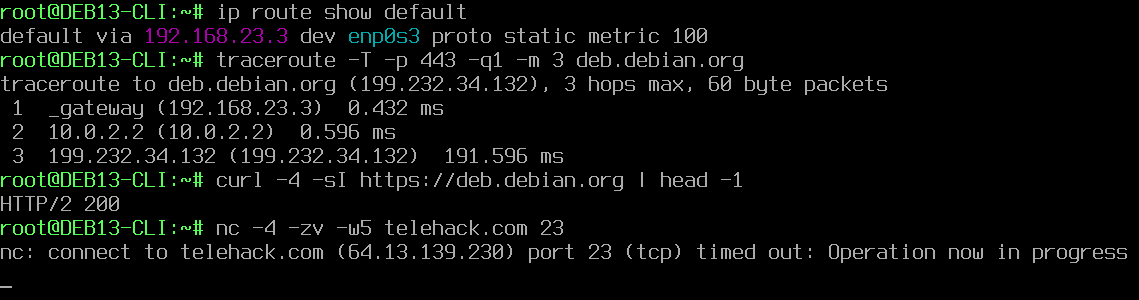 root@DEB13-CLI:~# ip route show default
default via 192.168.23.3 dev enp0s3 proto static metric 100
root@DEB13-CLI:~# traceroute -T -p 443 -q1 -m 3 deb.debian.org
traceroute to deb.debian.org (199.232.34.132), 3 hops max, 60 byte packets
 1  _gateway (192.168.23.3)  0.432 ms
 2  10.0.2.2 (10.0.2.2)  0.596 ms
 3  199.232.34.132 (199.232.34.132)  191.596 ms
root@DEB13-CLI:~# curl -4 -sI https://deb.debian.org | head -1
HTTP/2 200
root@DEB13-CLI:~# nc -4 -zv -w5 telehack.com 23
nc: connect to telehack.com (64.13.139.230) port 23 (tcp) timed out: Operation now in progress